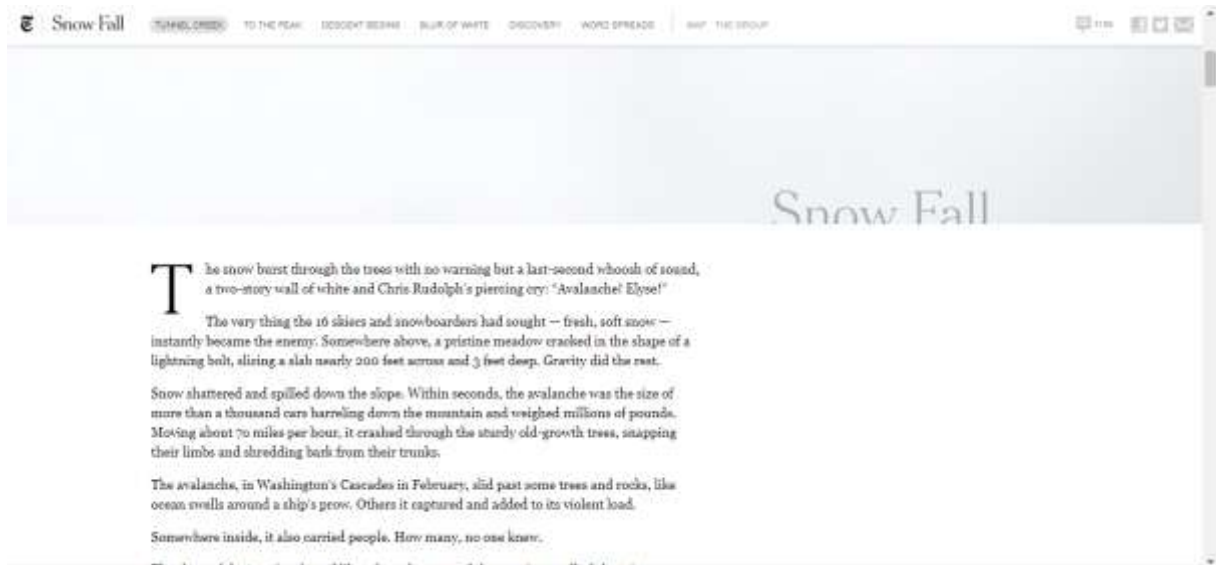 Snow Fall TUNNEL CREEK TO THE PEAK DESCENT BEGINS BLUR OF WHITE DISCOVERY WORD SPREADS MAP THE GROUP
Snow Fall
The snow burst through the trees with no warning but a last-second whoosh of sound,
a two-story wall of white and Chris Rudolph's piercing cry: “Avalanche! Elyse!”
The very thing the 16 skiers and snowboarders had sought — fresh, soft snow —
instantly became the enemy. Somewhere above, a pristine meadow cracked in the shape of a
lightning bolt, slicing a slab nearly 200 feet across and 3 feet deep. Gravity did the rest.
Snow shattered and spilled down the slope. Within seconds, the avalanche was the size of
more than a thousand cars barreling down the mountain and weighed millions of pounds.
Moving about 70 miles per hour, it crashed through the sturdy old-growth trees, snapping
their limbs and shredding bark from their trunks.
The avalanche, in Washington's Cascades in February, slid past some trees and rocks, like
ocean swells around a ship's prow. Others it captured and added to its violent load.
Somewhere inside, it also carried people. How many, no one knew.